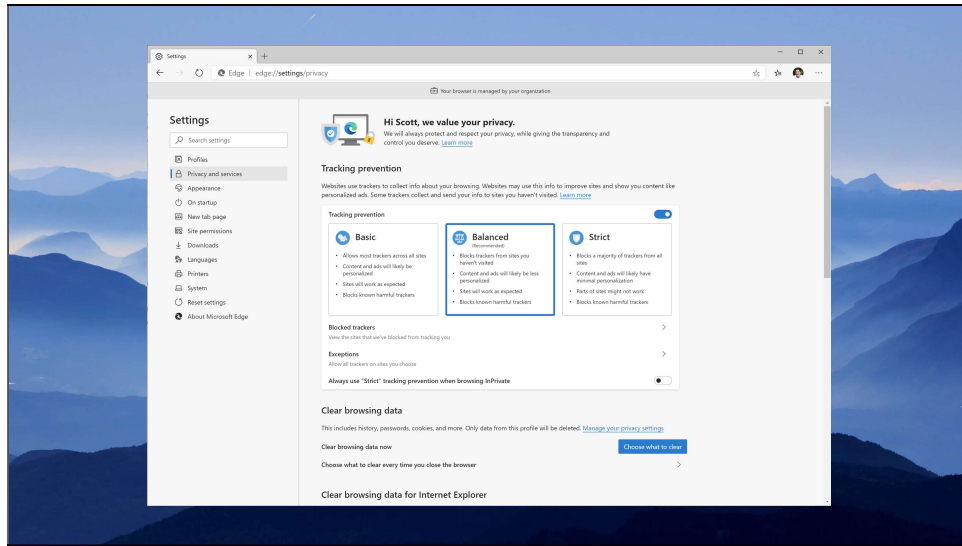 Settings
Edge | edge://settings/privacy
Your browser is managed by your organization
Settings
Search settings
Profiles
Privacy and services
Appearance
On startup
New tab page
Site permissions
Downloads
Languages
Printers
System
Reset settings
About Microsoft Edge
Hi Scott, we value your privacy.
We will always protect and respect your privacy, while giving the transparency and
control you deserve. Learn more
Tracking prevention
Websites use trackers to collect info about your browsing. Websites may use this info to improve sites and show you content like
personalized ads. Some trackers collect and send your info to sites you haven't visited. Learn more
Tracking prevention
Basic
• Allows most trackers across all sites
• Content and ads will likely be
personalized
• Sites will work as expected
• Blocks known harmful trackers
Balanced
(Recommended)
• Blocks trackers from sites you
haven't visited
• Content and ads will likely be less
personalized
• Sites will work as expected
• Blocks known harmful trackers
Strict
• Blocks a majority of trackers from all
sites
• Content and ads will likely have
minimal personalization
• Parts of sites might not work
• Blocks known harmful trackers
Blocked trackers
View the sites that we've blocked from tracking you
Exceptions
Allow all trackers on sites you choose
Always use "Strict" tracking prevention when browsing InPrivate
Clear browsing data
This includes history, passwords, cookies, and more. Only data from this profile will be deleted. Manage your privacy settings
Clear browsing data now
Choose what to clear
Choose what to clear every time you close the browser
Clear browsing data for Internet Explorer